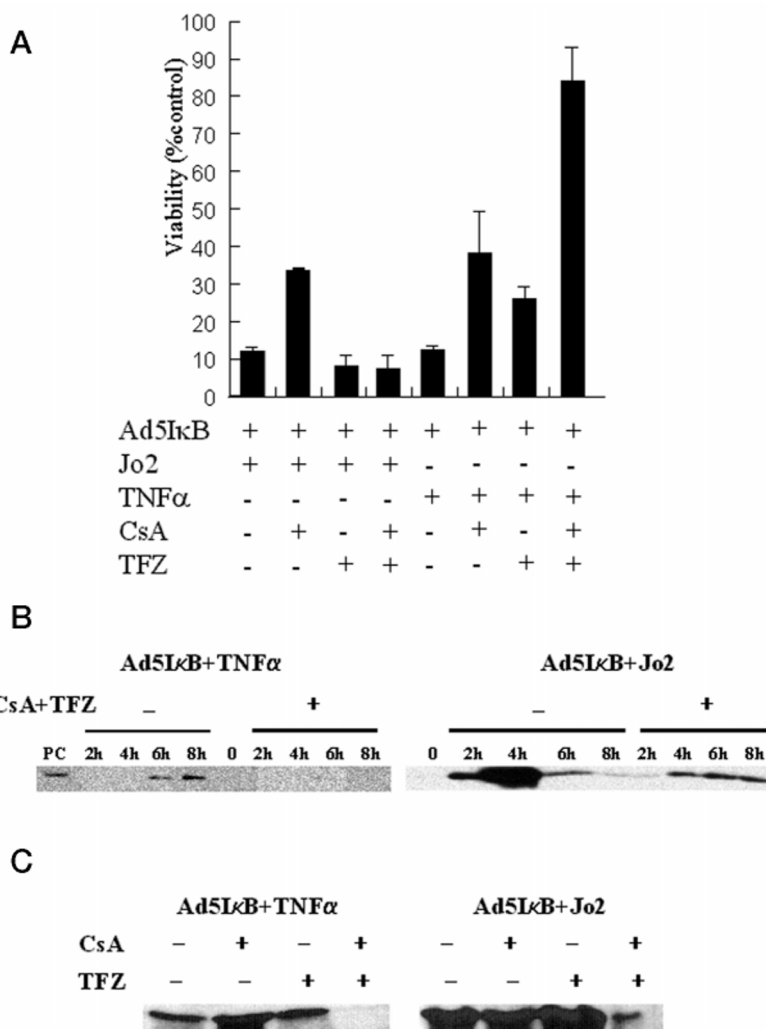 A
Viability (%control)
100
90
80
70
60
50
40
30
20
10
0
Ad5IκB + + + + + + + +
Jo2 + + + + - - - -
TNFα - - - - + + + +
CsA - + - + - + - +
TFZ - - + + - - + +
B
Ad5IκB+TNFα Ad5IκB+Jo2
CsA+TFZ – + – +
PC 2h 4h 6h 8h 0 2h 4h 6h 8h 0 2h 4h 6h 8h 2h 4h 6h 8h
C
Ad5IκB+TNFα Ad5IκB+Jo2
CsA – + – + – + – +
TFZ – – + + – – + +